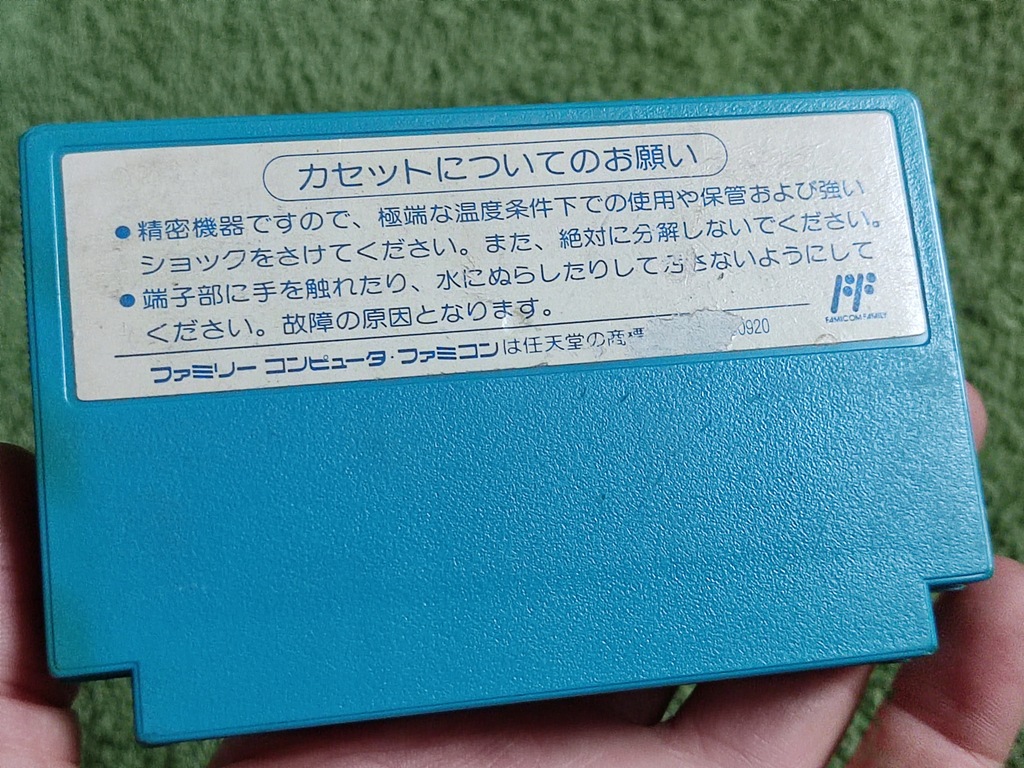 カセットについてのお願い
●精密機器ですので、極端な温度条件下での使用や保管および強い
ショックをさけてください。また、絶対に分解しないでください。
●端子部に手を触れたり、水にぬらしたりして汚さないようにして
ください。故障の原因となります。
FAMICOM FAMILY
ファミリー コンピュータ・ファミコンは任天堂の商標 0920